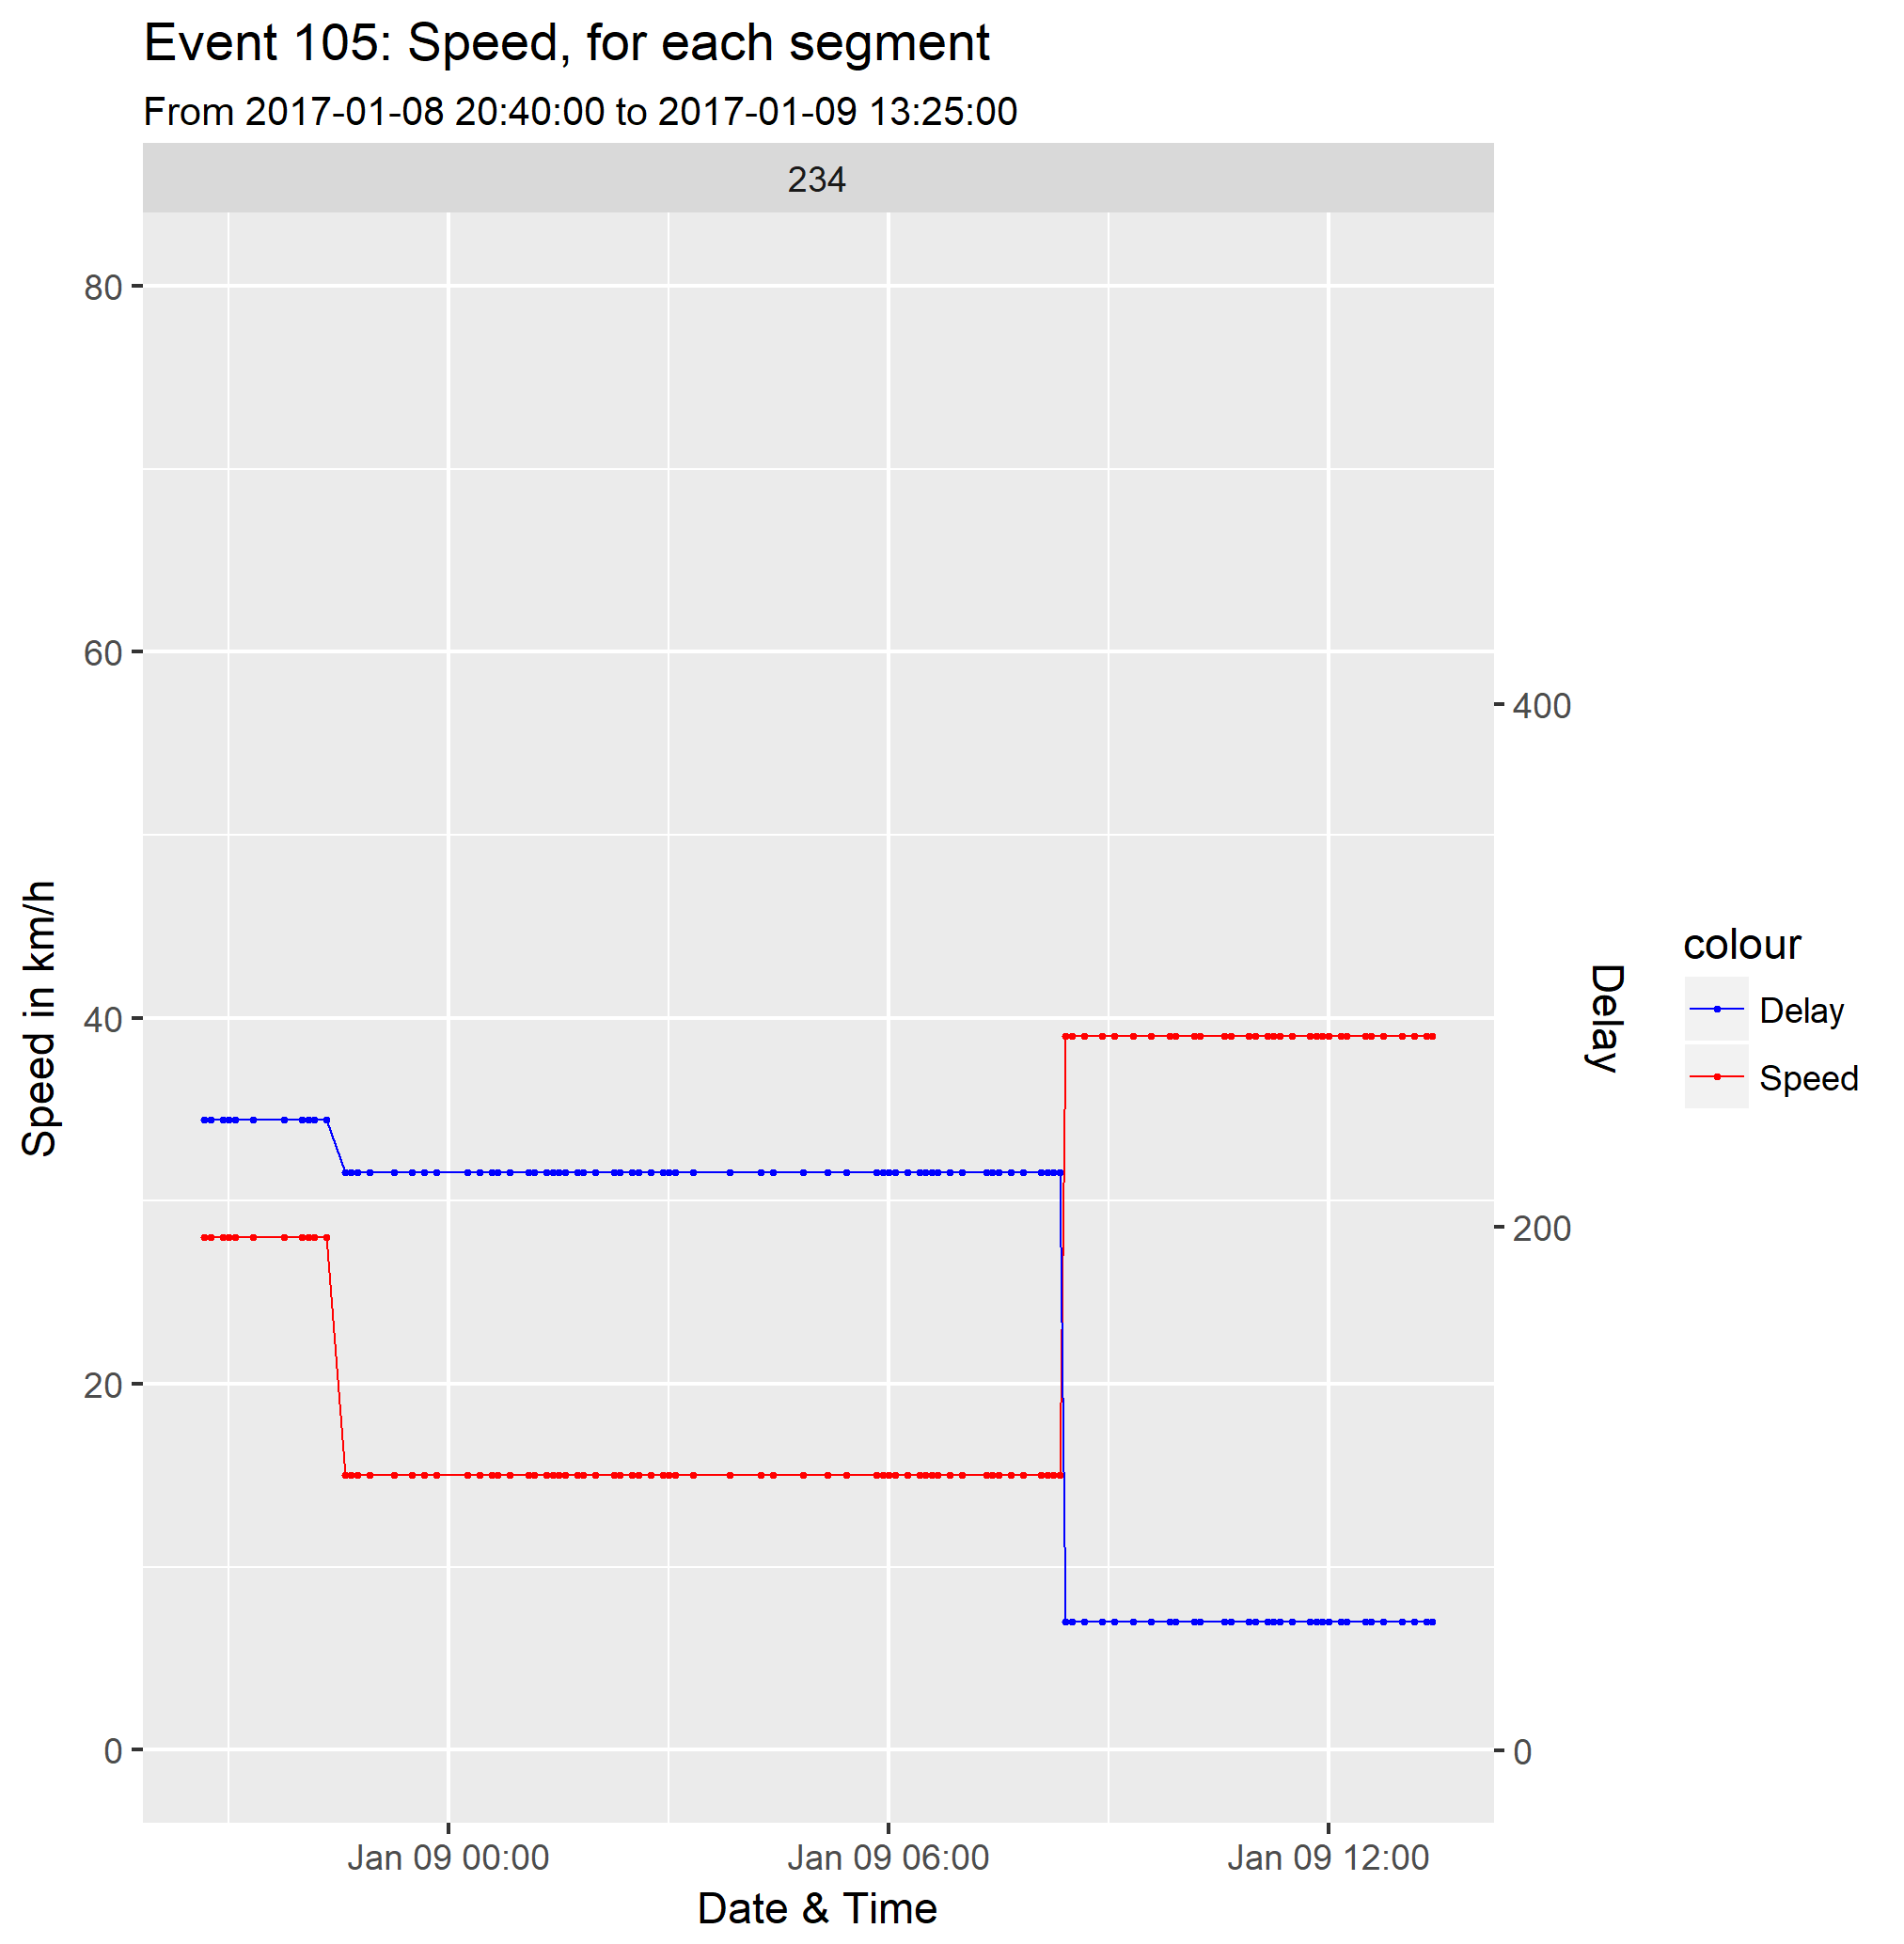 Event 105: Speed, for each segment
From 2017-01-08 20:40:00 to 2017-01-09 13:25:00
234
80
60
40
20
0
Speed in km/h
400
200
0
Delay
colour
Delay
Speed
Jan 09 00:00
Jan 09 06:00
Jan 09 12:00
Date & Time